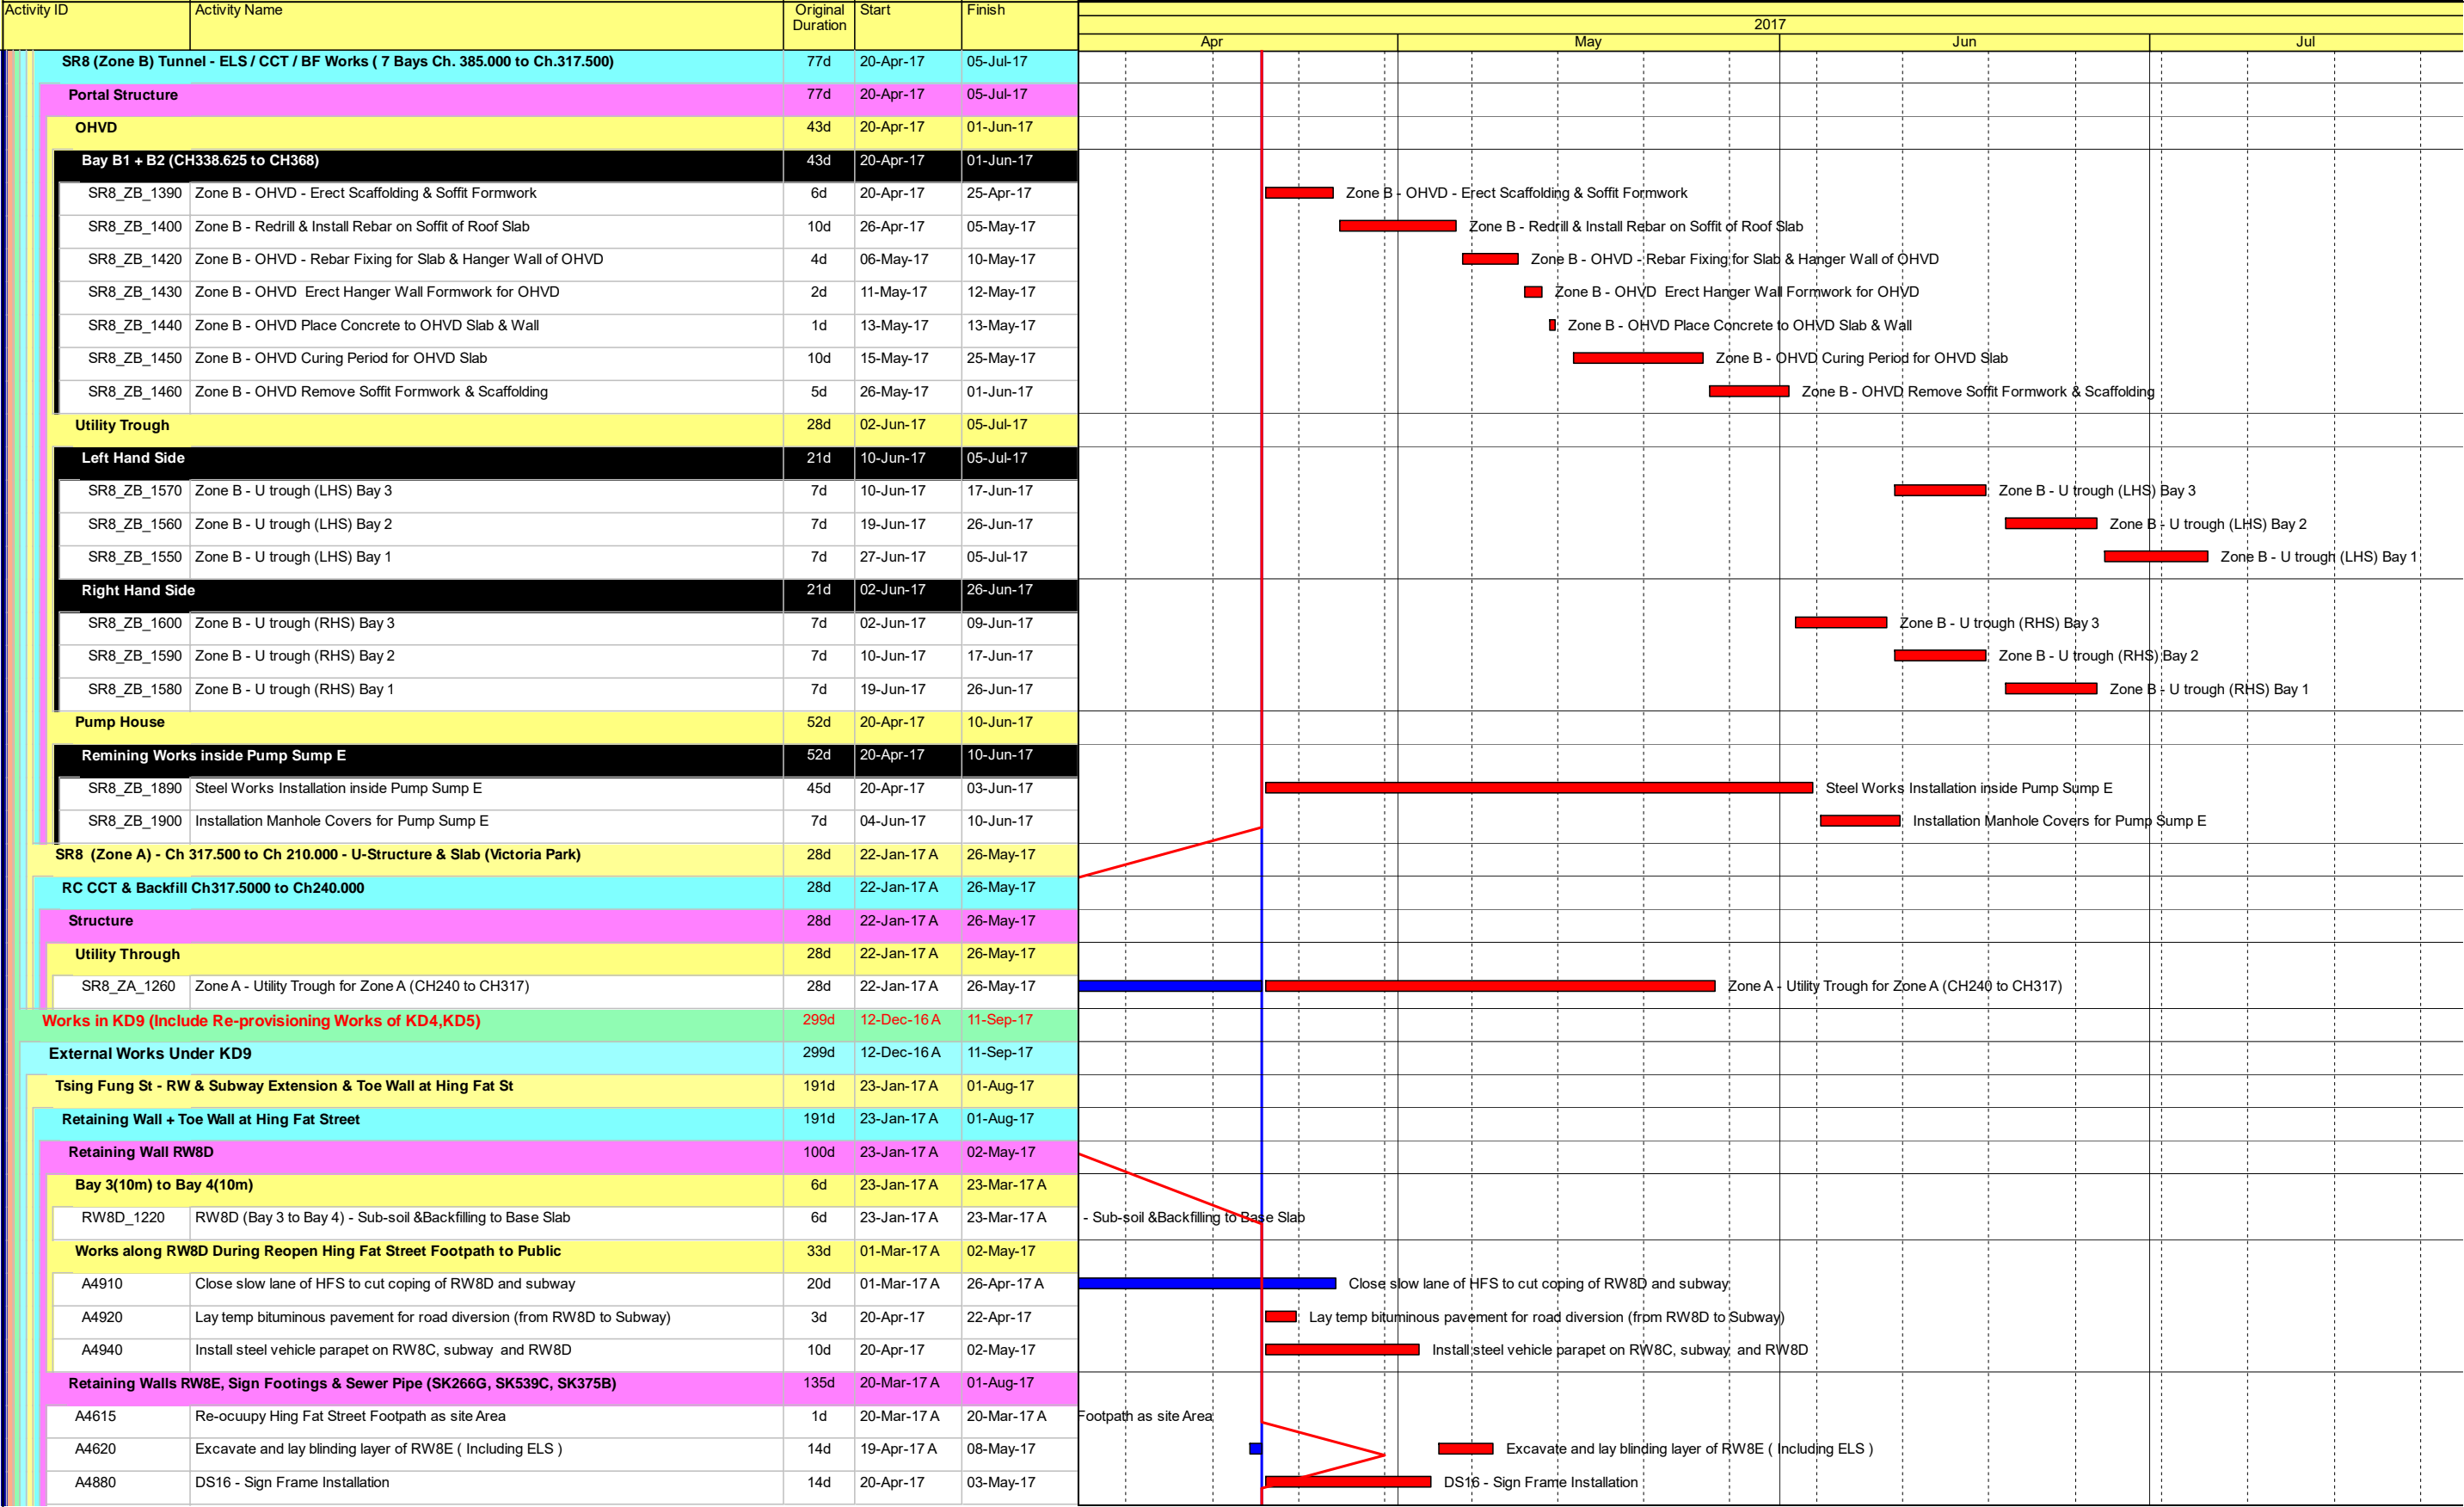 Activity ID Activity Name Original Duration Start Finish
2017
Apr May Jun Jul
SR8 (Zone B) Tunnel - ELS / CCT / BF Works ( 7 Bays Ch. 385.000 to Ch.317.500) 77d 20-Apr-17 05-Jul-17
Portal Structure 77d 20-Apr-17 05-Jul-17
OHVD 43d 20-Apr-17 01-Jun-17
Bay B1 + B2 (CH338.625 to CH368) 43d 20-Apr-17 01-Jun-17
SR8_ZB_1390 Zone B - OHVD - Erect Scaffolding & Soffit Formwork 6d 20-Apr-17 25-Apr-17 Zone B - OHVD - Erect Scaffolding & Soffit Formwork
SR8_ZB_1400 Zone B - Redrill & Install Rebar on Soffit of Roof Slab 10d 26-Apr-17 05-May-17 Zone B - Redrill & Install Rebar on Soffit of Roof Slab
SR8_ZB_1420 Zone B - OHVD - Rebar Fixing for Slab & Hanger Wall of OHVD 4d 06-May-17 10-May-17 Zone B - OHVD - Rebar Fixing for Slab & Hanger Wall of OHVD
SR8_ZB_1430 Zone B - OHVD Erect Hanger Wall Formwork for OHVD 2d 11-May-17 12-May-17 Zone B - OHVD Erect Hanger Wall Formwork for OHVD
SR8_ZB_1440 Zone B - OHVD Place Concrete to OHVD Slab & Wall 1d 13-May-17 13-May-17 Zone B - OHVD Place Concrete to OHVD Slab & Wall
SR8_ZB_1450 Zone B - OHVD Curing Period for OHVD Slab 10d 15-May-17 25-May-17 Zone B - OHVD Curing Period for OHVD Slab
SR8_ZB_1460 Zone B - OHVD Remove Soffit Formwork & Scaffolding 5d 26-May-17 01-Jun-17 Zone B - OHVD Remove Soffit Formwork & Scaffolding
Utility Trough 28d 02-Jun-17 05-Jul-17
Left Hand Side 21d 10-Jun-17 05-Jul-17
SR8_ZB_1570 Zone B - U trough (LHS) Bay 3 7d 10-Jun-17 17-Jun-17 Zone B - U trough (LHS) Bay 3
SR8_ZB_1560 Zone B - U trough (LHS) Bay 2 7d 19-Jun-17 26-Jun-17 Zone B - U trough (LHS) Bay 2
SR8_ZB_1550 Zone B - U trough (LHS) Bay 1 7d 27-Jun-17 05-Jul-17 Zone B - U trough (LHS) Bay 1
Right Hand Side 21d 02-Jun-17 26-Jun-17
SR8_ZB_1600 Zone B - U trough (RHS) Bay 3 7d 02-Jun-17 09-Jun-17 Zone B - U trough (RHS) Bay 3
SR8_ZB_1590 Zone B - U trough (RHS) Bay 2 7d 10-Jun-17 17-Jun-17 Zone B - U trough (RHS) Bay 2
SR8_ZB_1580 Zone B - U trough (RHS) Bay 1 7d 19-Jun-17 26-Jun-17 Zone B - U trough (RHS) Bay 1
Pump House 52d 20-Apr-17 10-Jun-17
Remining Works inside Pump Sump E 52d 20-Apr-17 10-Jun-17
SR8_ZB_1890 Steel Works Installation inside Pump Sump E 45d 20-Apr-17 03-Jun-17 Steel Works Installation inside Pump Sump E
SR8_ZB_1900 Installation Manhole Covers for Pump Sump E 7d 04-Jun-17 10-Jun-17 Installation Manhole Covers for Pump Sump E
SR8 (Zone A) - Ch 317.500 to Ch 210.000 - U-Structure & Slab (Victoria Park) 28d 22-Jan-17 A 26-May-17
RC CCT & Backfill Ch317.5000 to Ch240.000 28d 22-Jan-17 A 26-May-17
Structure 28d 22-Jan-17 A 26-May-17
Utility Through 28d 22-Jan-17 A 26-May-17
SR8_ZA_1260 Zone A - Utility Trough for Zone A (CH240 to CH317) 28d 22-Jan-17 A 26-May-17 Zone A - Utility Trough for Zone A (CH240 to CH317)
Works in KD9 (Include Re-provisioning Works of KD4,KD5) 299d 12-Dec-16 A 11-Sep-17
External Works Under KD9 299d 12-Dec-16 A 11-Sep-17
Tsing Fung St - RW & Subway Extension & Toe Wall at Hing Fat St 191d 23-Jan-17 A 01-Aug-17
Retaining Wall + Toe Wall at Hing Fat Street 191d 23-Jan-17 A 01-Aug-17
Retaining Wall RW8D 100d 23-Jan-17 A 02-May-17
Bay 3(10m) to Bay 4(10m) 6d 23-Jan-17 A 23-Mar-17 A
RW8D_1220 RW8D (Bay 3 to Bay 4) - Sub-soil &Backfilling to Base Slab 6d 23-Jan-17 A 23-Mar-17 A - Sub-soil &Backfilling to Base Slab
Works along RW8D During Reopen Hing Fat Street Footpath to Public 33d 01-Mar-17 A 02-May-17
A4910 Close slow lane of HFS to cut coping of RW8D and subway 20d 01-Mar-17 A 26-Apr-17 A Close slow lane of HFS to cut coping of RW8D and subway
A4920 Lay temp bituminous pavement for road diversion (from RW8D to Subway) 3d 20-Apr-17 22-Apr-17 Lay temp bituminous pavement for road diversion (from RW8D to Subway)
A4940 Install steel vehicle parapet on RW8C, subway and RW8D 10d 20-Apr-17 02-May-17 Install steel vehicle parapet on RW8C, subway and RW8D
Retaining Walls RW8E, Sign Footings & Sewer Pipe (SK266G, SK539C, SK375B) 135d 20-Mar-17 A 01-Aug-17
A4615 Re-ocuupy Hing Fat Street Footpath as site Area 1d 20-Mar-17 A 20-Mar-17 A Footpath as site Area
A4620 Excavate and lay blinding layer of RW8E ( Including ELS ) 14d 19-Apr-17 A 08-May-17 Excavate and lay blinding layer of RW8E ( Including ELS )
A4880 DS16 - Sign Frame Installation 14d 20-Apr-17 03-May-17 DS16 - Sign Frame Installation